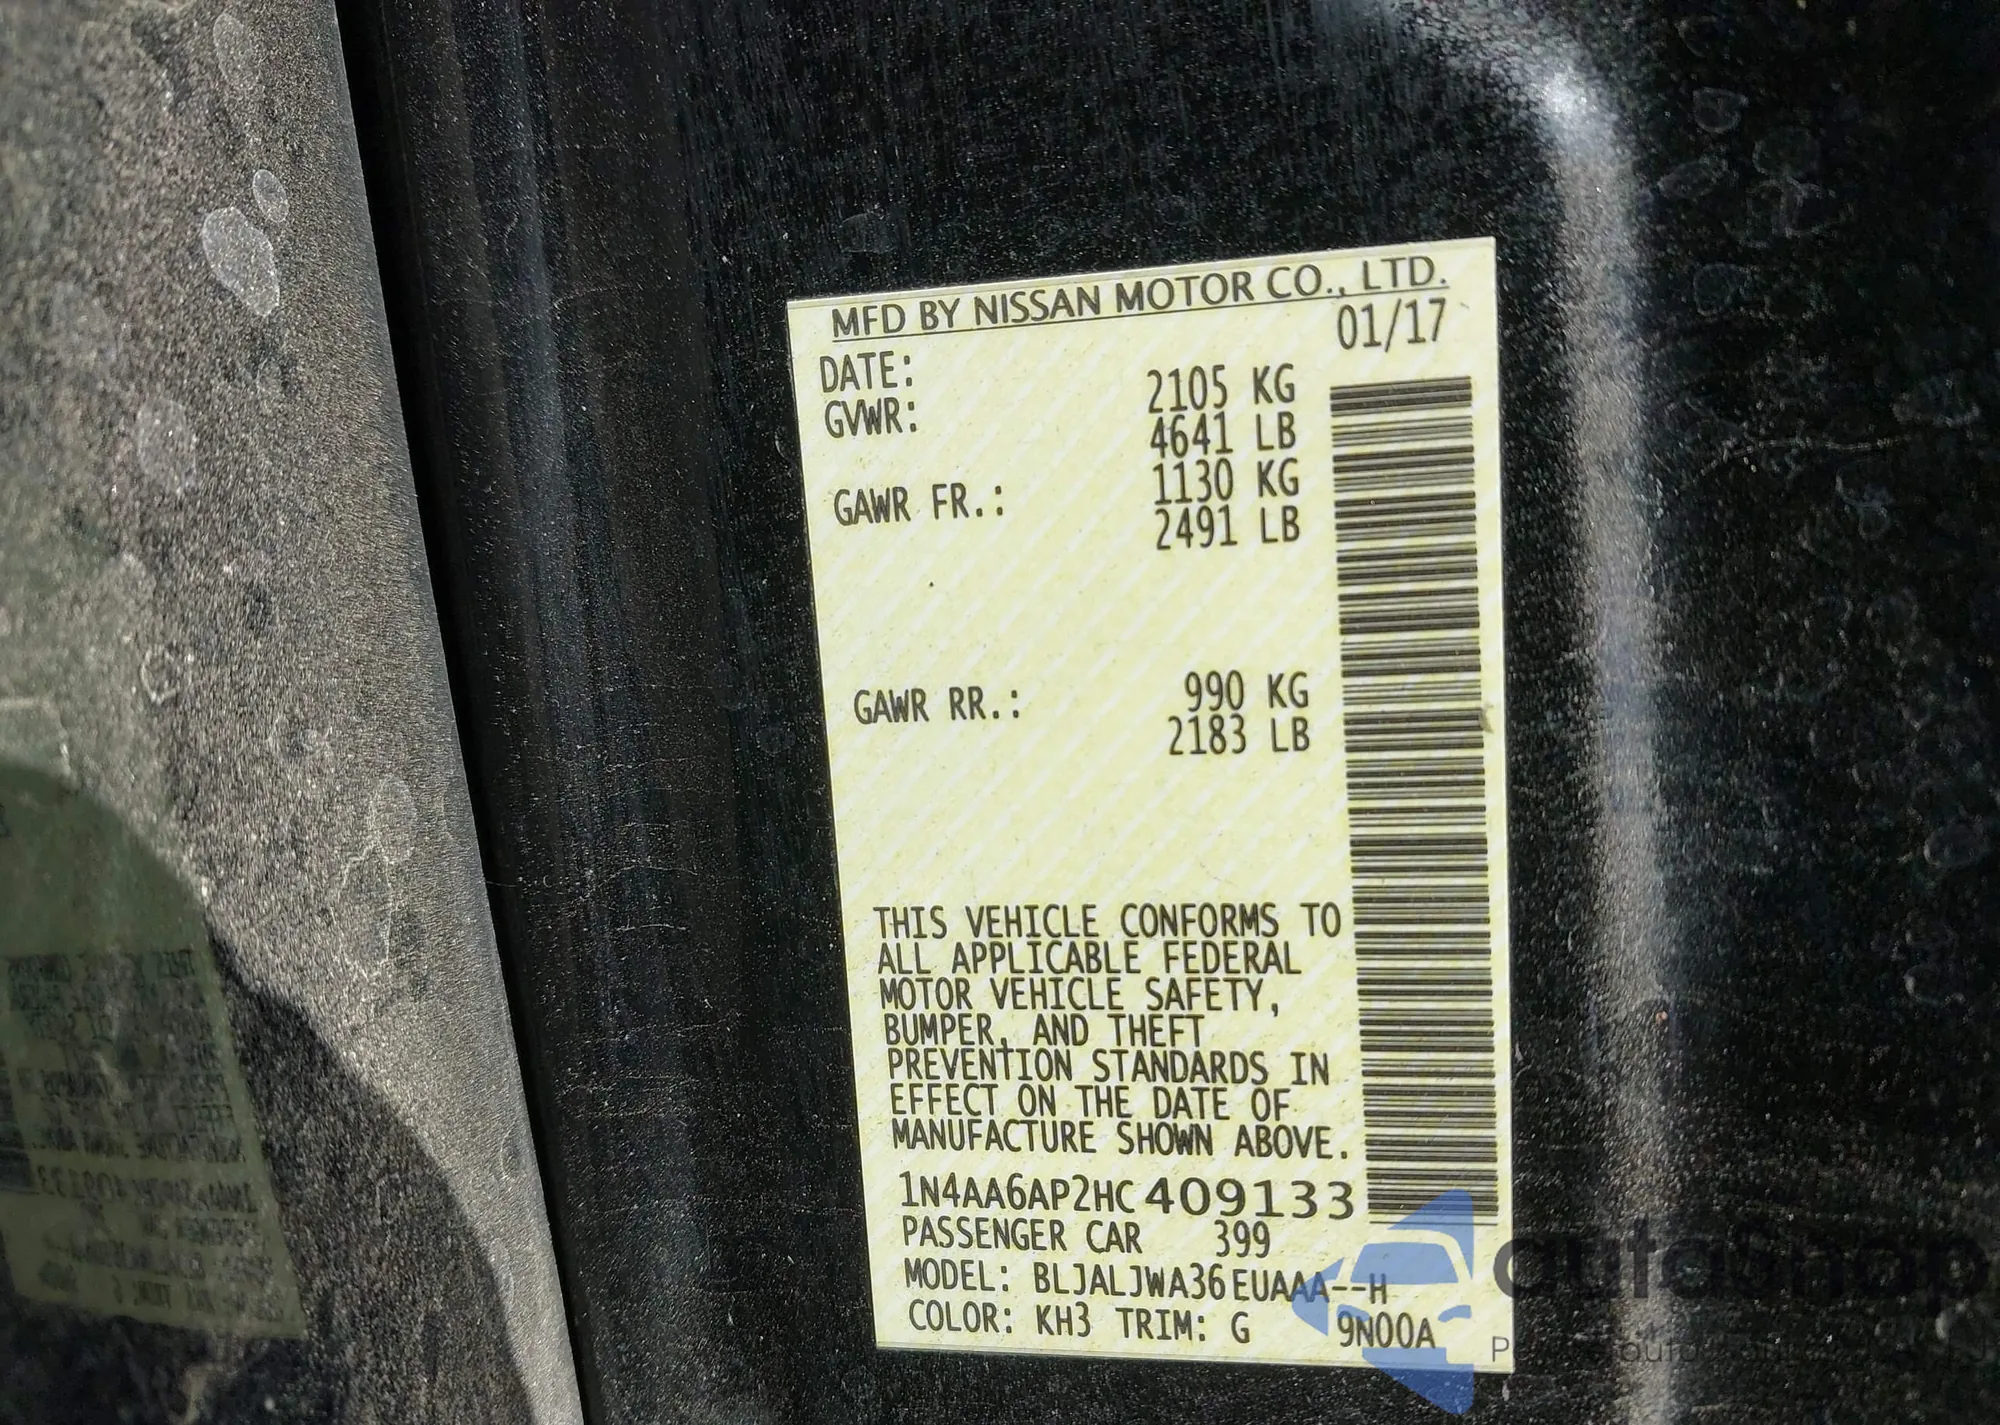 MFD BY NISSAN MOTOR CO., LTD.
DATE: 01/17
GVWR: 2105 KG
4641 LB
GAWR FR.: 1130 KG
2491 LB
GAWR RR.: 990 KG
2183 LB
THIS VEHICLE CONFORMS TO
ALL APPLICABLE FEDERAL
MOTOR VEHICLE SAFETY,
BUMPER, AND THEFT
PREVENTION STANDARDS IN
EFFECT ON THE DATE OF
MANUFACTURE SHOWN ABOVE.
1N4AA6AP2HC409133
PASSENGER CAR 399
MODEL: BLJALJWA36EUAAA--H
COLOR: KH3 TRIM: G 9N00A